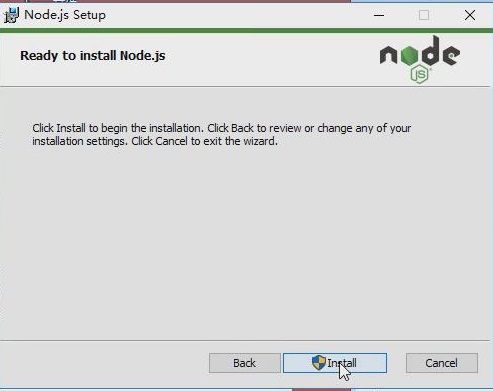 Node.js Setup
Ready to install Node.js
node
JS
Click Install to begin the installation. Click Back to review or change any of your
installation settings. Click Cancel to exit the wizard.
Back
Install
Cancel